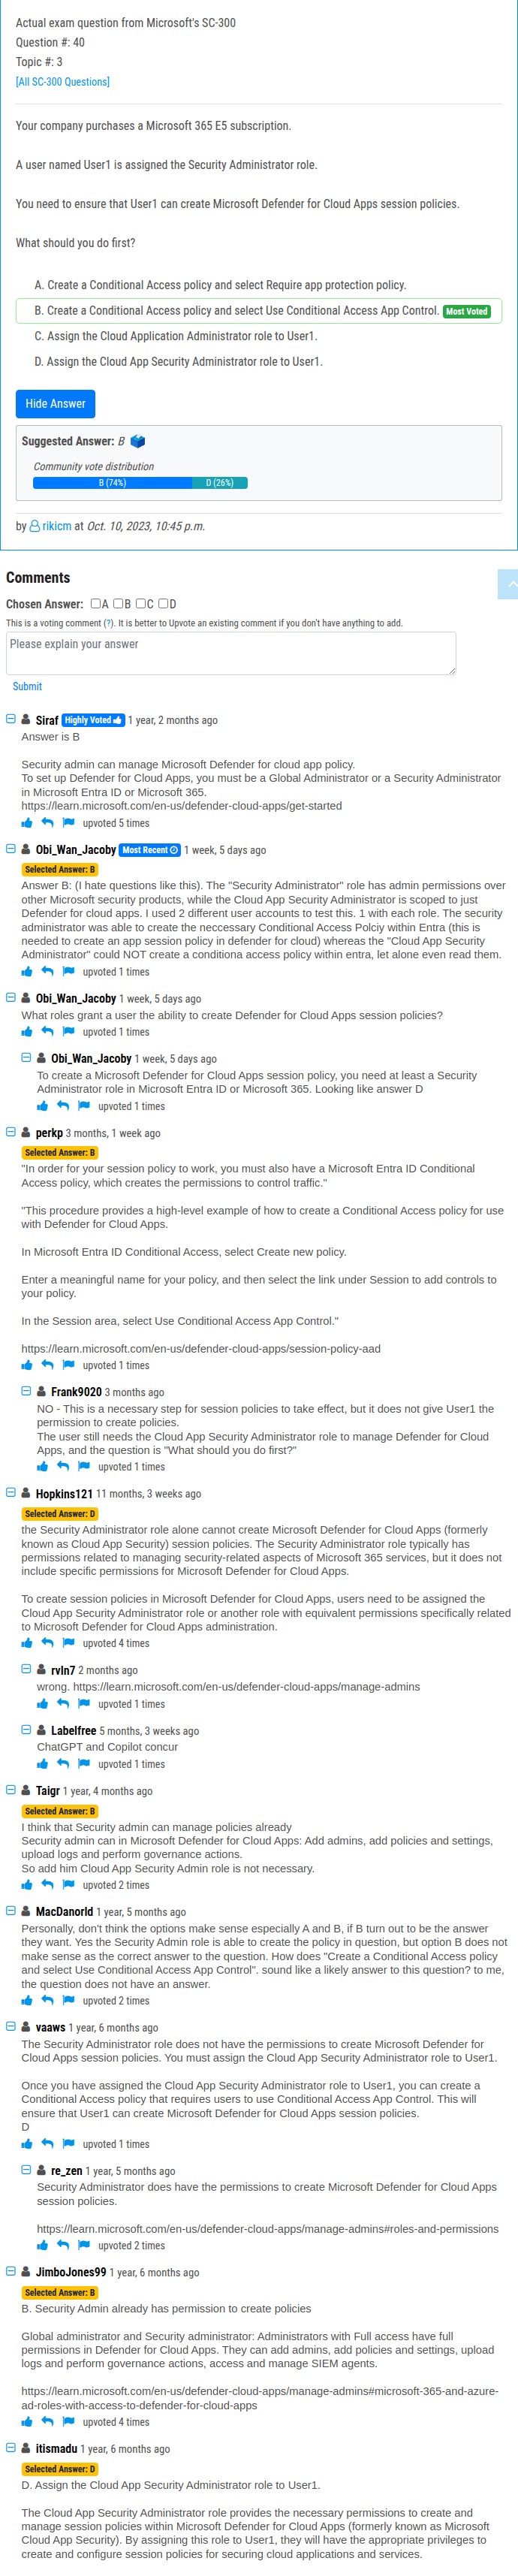 Actual exam question from Microsoft's SC-300
Question #: 40
Topic #: 3
[All SC-300 Questions]
Your company purchases a Microsoft 365 E5 subscription.
A user named User1 is assigned the Security Administrator role.
You need to ensure that User1 can create Microsoft Defender for Cloud Apps session policies.
What should you do first?
A. Create a Conditional Access policy and select Require app protection policy.
B. Create a Conditional Access policy and select Use Conditional Access App Control. Most Voted
C. Assign the Cloud Application Administrator role to User1.
D. Assign the Cloud App Security Administrator role to User1.
Hide Answer
Suggested Answer: B
Community vote distribution
B (74%) D (26%)
by rikicm at Oct. 10, 2023, 10:45 p.m.
Comments
Chosen Answer: A B C D
This is a voting comment (?). It is better to Upvote an existing comment if you don't have anything to add.
Please explain your answer
Submit
Siraf Highly Voted 1 year, 2 months ago
Answer is B
Security admin can manage Microsoft Defender for cloud app policy.
To set up Defender for Cloud Apps, you must be a Global Administrator or a Security Administrator
in Microsoft Entra ID or Microsoft 365.
https://learn.microsoft.com/en-us/defender-cloud-apps/get-started
upvoted 5 times
Obi_Wan_Jacoby Most Recent 1 week, 5 days ago
Selected Answer: B
Answer B: (I hate questions like this). The "Security Administrator" role has admin permissions over
other Microsoft security products, while the Cloud App Security Administrator is scoped to just
Defender for cloud apps. I used 2 different user accounts to test this. 1 with each role. The security
administrator was able to create the neccessary Conditional Access Polciy within Entra (this is
needed to create an app session policy in defender for cloud) whereas the "Cloud App Security
Administrator" could NOT create a conditiona access policy within entra, let alone even read them.
upvoted 1 times
Obi_Wan_Jacoby 1 week, 5 days ago
What roles grant a user the ability to create Defender for Cloud Apps session policies?
upvoted 1 times
Obi_Wan_Jacoby 1 week, 5 days ago
To create a Microsoft Defender for Cloud Apps session policy, you need at least a Security
Administrator role in Microsoft Entra ID or Microsoft 365. Looking like answer D
upvoted 1 times
perkp 3 months, 1 week ago
Selected Answer: B
"In order for your session policy to work, you must also have a Microsoft Entra ID Conditional
Access policy, which creates the permissions to control traffic."
"This procedure provides a high-level example of how to create a Conditional Access policy for use
with Defender for Cloud Apps.
In Microsoft Entra ID Conditional Access, select Create new policy.
Enter a meaningful name for your policy, and then select the link under Session to add controls to
your policy.
In the Session area, select Use Conditional Access App Control."
https://learn.microsoft.com/en-us/defender-cloud-apps/session-policy-aad
upvoted 1 times
Frank9020 3 months ago
NO - This is a necessary step for session policies to take effect, but it does not give User1 the
permission to create policies.
The user still needs the Cloud App Security Administrator role to manage Defender for Cloud
Apps, and the question is "What should you do first?"
upvoted 1 times
Hopkins121 11 months, 3 weeks ago
Selected Answer: D
the Security Administrator role alone cannot create Microsoft Defender for Cloud Apps (formerly
known as Cloud App Security) session policies. The Security Administrator role typically has
permissions related to managing security-related aspects of Microsoft 365 services, but it does not
include specific permissions for Microsoft Defender for Cloud Apps.
To create session policies in Microsoft Defender for Cloud Apps, users need to be assigned the
Cloud App Security Administrator role or another role with equivalent permissions specifically related
to Microsoft Defender for Cloud Apps administration.
upvoted 4 times
rvln7 2 months ago
wrong. https://learn.microsoft.com/en-us/defender-cloud-apps/manage-admins
upvoted 1 times
Labelfree 5 months, 3 weeks ago
ChatGPT and Copilot concur
upvoted 1 times
Taigr 1 year, 4 months ago
Selected Answer: B
I think that Security admin can manage policies already
Security admin can in Microsoft Defender for Cloud Apps: Add admins, add policies and settings,
upload logs and perform governance actions.
So add him Cloud App Security Admin role is not necessary.
upvoted 2 times
MacDanorld 1 year, 5 months ago
Personally, don't think the options make sense especially A and B, if B turn out to be the answer
they want. Yes the Security Admin role is able to create the policy in question, but option B does not
make sense as the correct answer to the question. How does "Create a Conditional Access policy
and select Use Conditional Access App Control". sound like a likely answer to this question? to me,
the question does not have an answer.
upvoted 2 times
vaaws 1 year, 6 months ago
The Security Administrator role does not have the permissions to create Microsoft Defender for
Cloud Apps session policies. You must assign the Cloud App Security Administrator role to User1.
Once you have assigned the Cloud App Security Administrator role to User1, you can create a
Conditional Access policy that requires users to use Conditional Access App Control. This will
ensure that User1 can create Microsoft Defender for Cloud Apps session policies.
D
upvoted 1 times
re_zen 1 year, 5 months ago
Security Administrator does have the permissions to create Microsoft Defender for Cloud Apps
session policies.
https://learn.microsoft.com/en-us/defender-cloud-apps/manage-admins#roles-and-permissions
upvoted 2 times
JimboJones99 1 year, 6 months ago
Selected Answer: B
B. Security Admin already has permission to create policies
Global administrator and Security administrator: Administrators with Full access have full
permissions in Defender for Cloud Apps. They can add admins, add policies and settings, upload
logs and perform governance actions, access and manage SIEM agents.
https://learn.microsoft.com/en-us/defender-cloud-apps/manage-admins#microsoft-365-and-azure-
ad-roles-with-access-to-defender-for-cloud-apps
upvoted 4 times
itismadu 1 year, 6 months ago
Selected Answer: D
D. Assign the Cloud App Security Administrator role to User1.
The Cloud App Security Administrator role provides the necessary permissions to create and
manage session policies within Microsoft Defender for Cloud Apps (formerly known as Microsoft
Cloud App Security). By assigning this role to User1, they will have the appropriate privileges to
create and configure session policies for securing cloud applications and services.